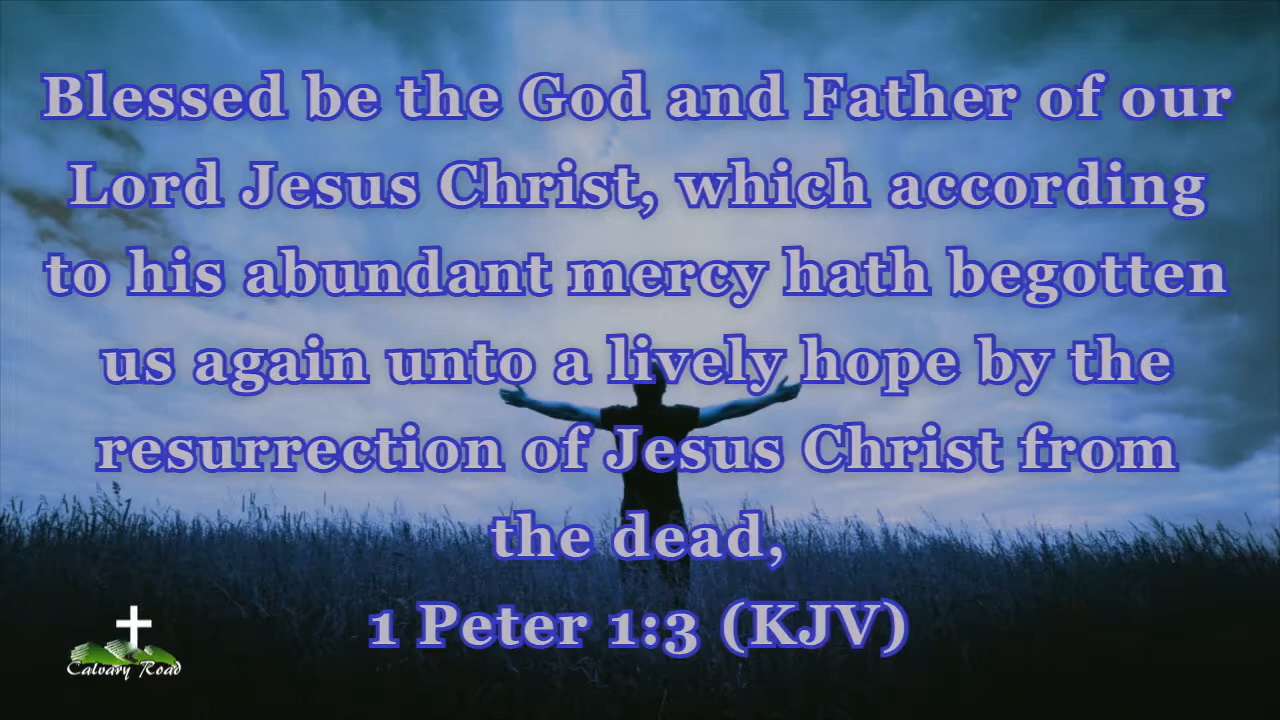 Blessed be the God and Father of our
Lord Jesus Christ, which according
to his abundant mercy hath begotten
us again unto a lively hope by the
resurrection of Jesus Christ from
the dead,
1 Peter 1:3 (KJV)
Calvary Road